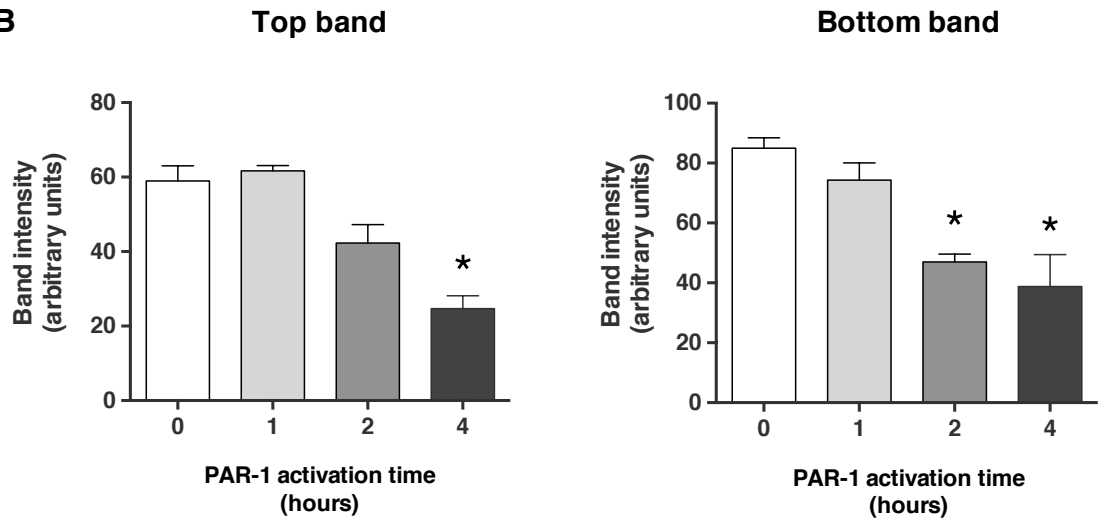 B
Top band
Bottom band
Band intensity
(arbitrary units)
80
60
40
20
0
*
0 1 2 4
PAR-1 activation time
(hours)
Band intensity
(arbitrary units)
100
80
60
40
20
0
*
*
0 1 2 4
PAR-1 activation time
(hours)